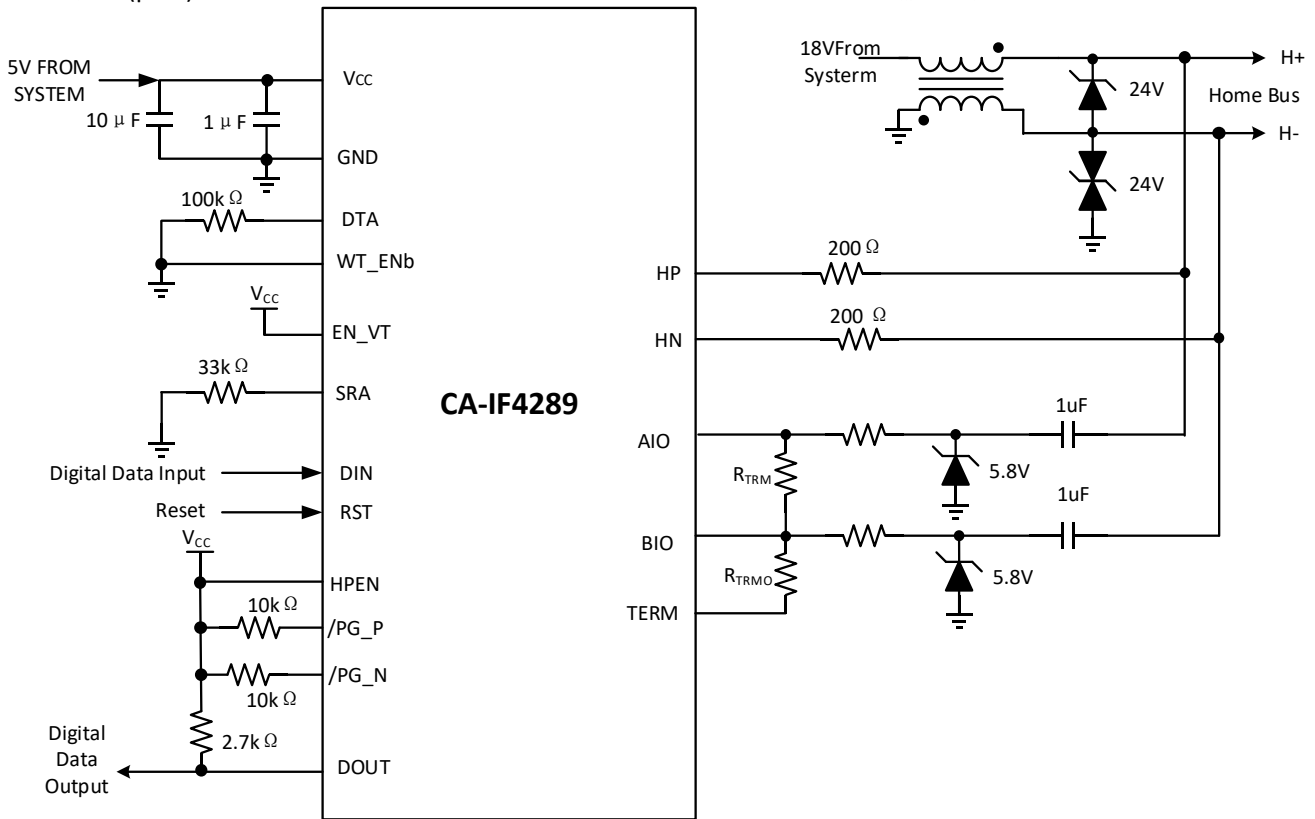 5V FROM
SYSTEM
10 μ F
1 μ F
VCC
GND
100k Ω
DTA
WT_ENb
VCC
EN_VT
33k Ω
SRA
Digital Data Input
DIN
Reset
RST
VCC
HPEN
10k Ω
/PG_P
/PG_N
10k Ω
2.7k Ω
Digital
Data
Output
DOUT
CA-IF4289
18VFrom
Systerm
24V
H+
Home Bus
H-
24V
200 Ω
HP
200 Ω
HN
1uF
AIO
RTRM
5.8V
1uF
BIO
RTRMO
5.8V
TERM